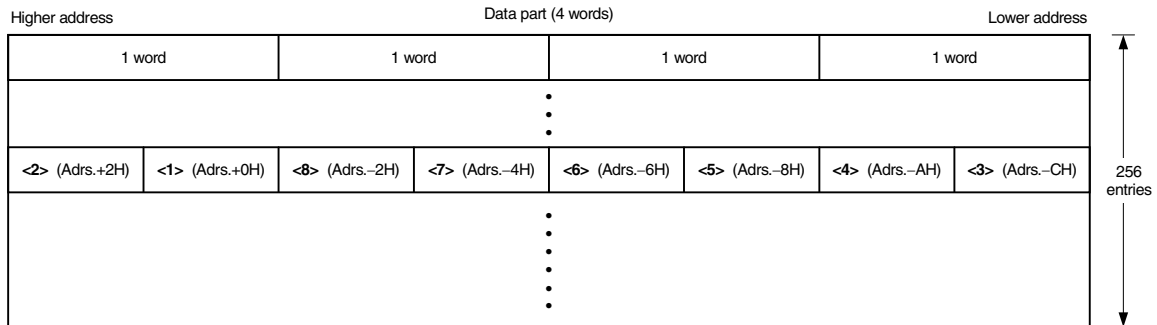 Higher address Data part (4 words) Lower address
1 word 1 word 1 word 1 word
<2> (Adrs.+2H) <1> (Adrs.+0H) <8> (Adrs.−2H) <7> (Adrs.−4H) <6> (Adrs.−6H) <5> (Adrs.−8H) <4> (Adrs.−AH) <3> (Adrs.−CH)
256
entries